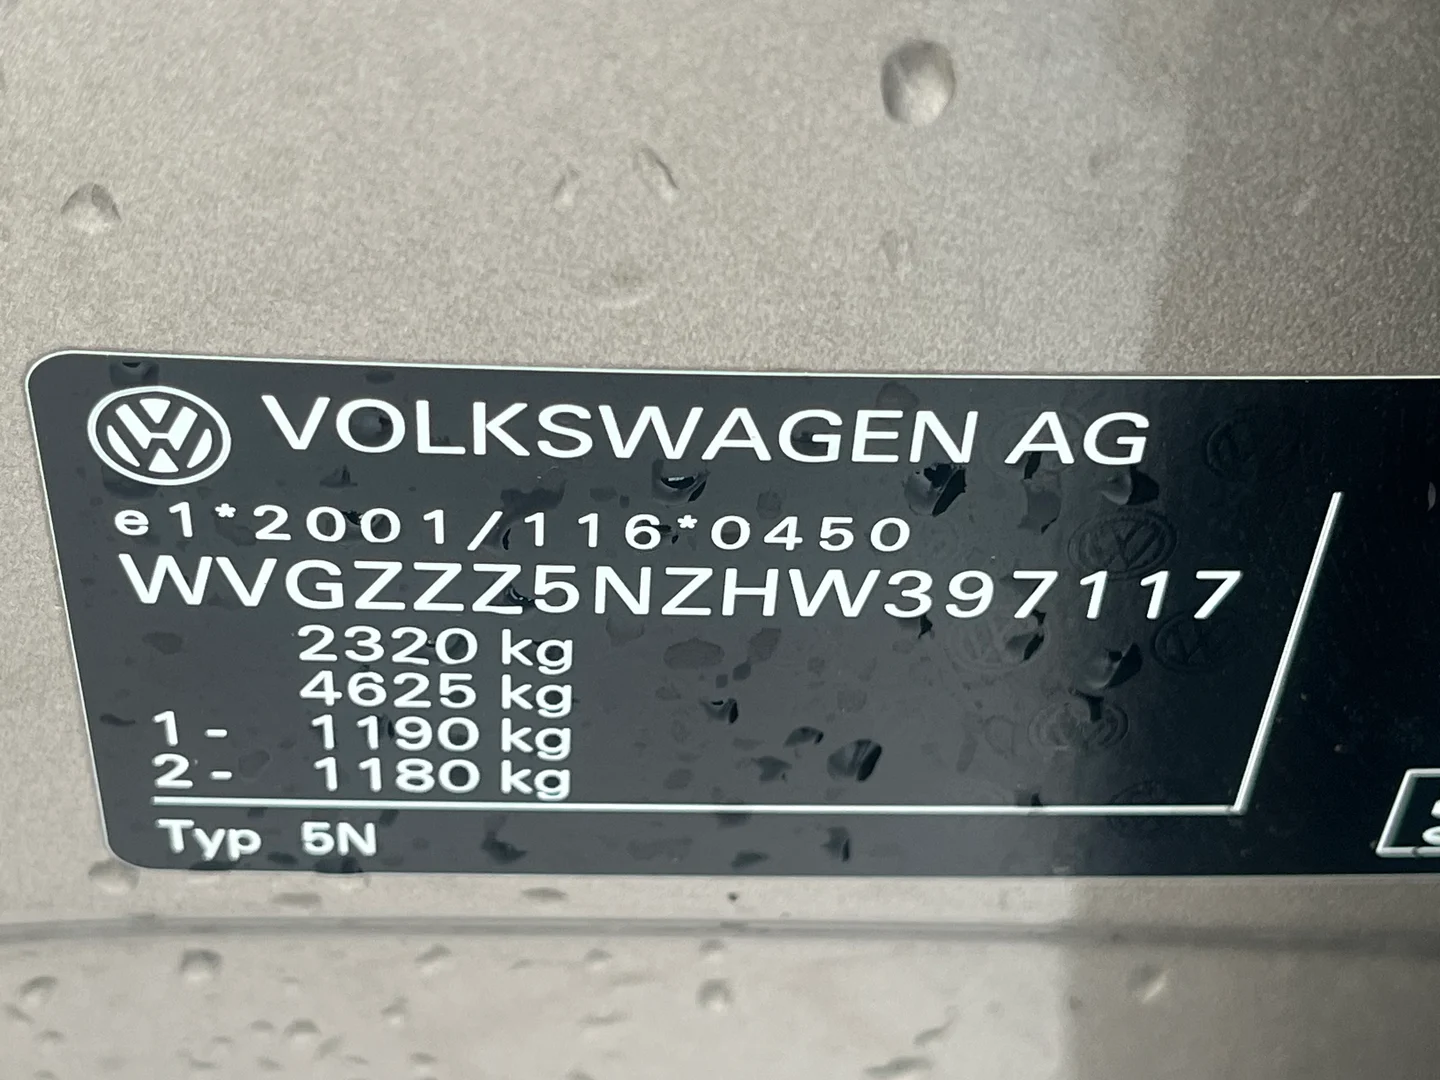 VOLKSWAGEN AG
e1*2001/116*0450
WVGZZZ5NZHW397117
2320 kg
4625 kg
1 - 1190 kg
2 - 1180 kg
Typ 5N